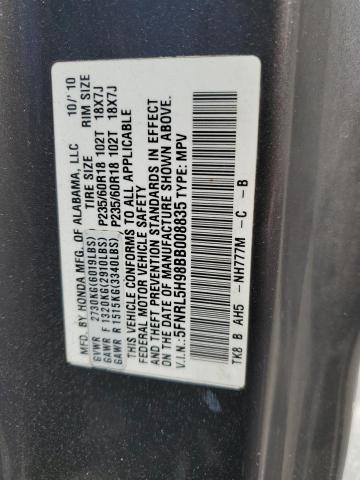 MFD. BY HONDA MFG. OF ALABAMA, LLC 10/'10
TIRE SIZE RIM SIZE
GVWR 2730KG(6019LBS)
GAWR F 1320KG(2910LBS) P235/60R18 102T 18X7J
GAWR R 1515KG(3340LBS) P235/60R18 102T 18X7J
THIS VEHICLE CONFORMS TO ALL APPLICABLE
FEDERAL MOTOR VEHICLE SAFETY
AND THEFT PREVENTION STANDARDS IN EFFECT
ON THE DATE OF MANUFACTURE SHOWN ABOVE.
V.I.N.:5FNRL5H98BB008835 TYPE: MPV
TK8 B AH5 -NH777M -C -B